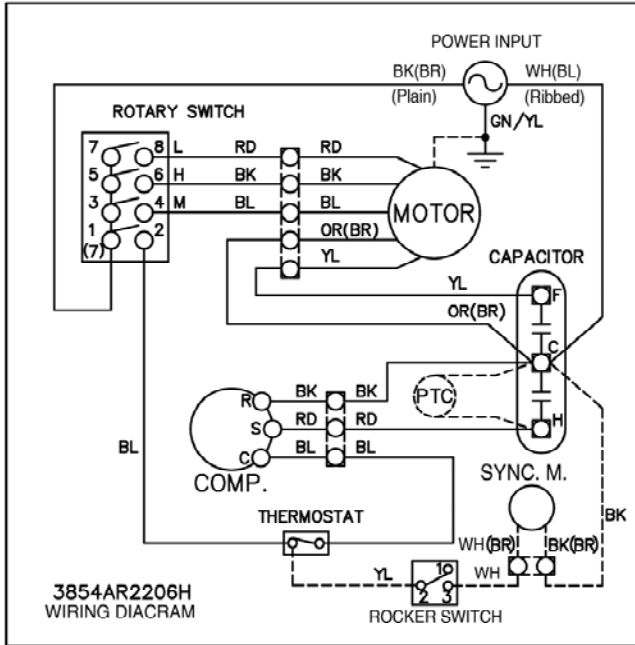 POWER INPUT
BK(BR) WH(BL)
(Plain) (Ribbed)
GN/YL
ROTARY SWITCH
7 8 L RD RD
5 6 H BK BK
3 4 M BL BL
1 2 OR(BR)
(7) YL
MOTOR
CAPACITOR
YL F
OR(BR)
C
PTC
H
R BK BK
S RD RD
C BL BL
COMP.
BL
SYNC. M.
BK
THERMOSTAT
WH(BR) BK(BR)
YL 1 WH
2 3
ROCKER SWITCH
3854AR2206H
WIRING DIACRAM